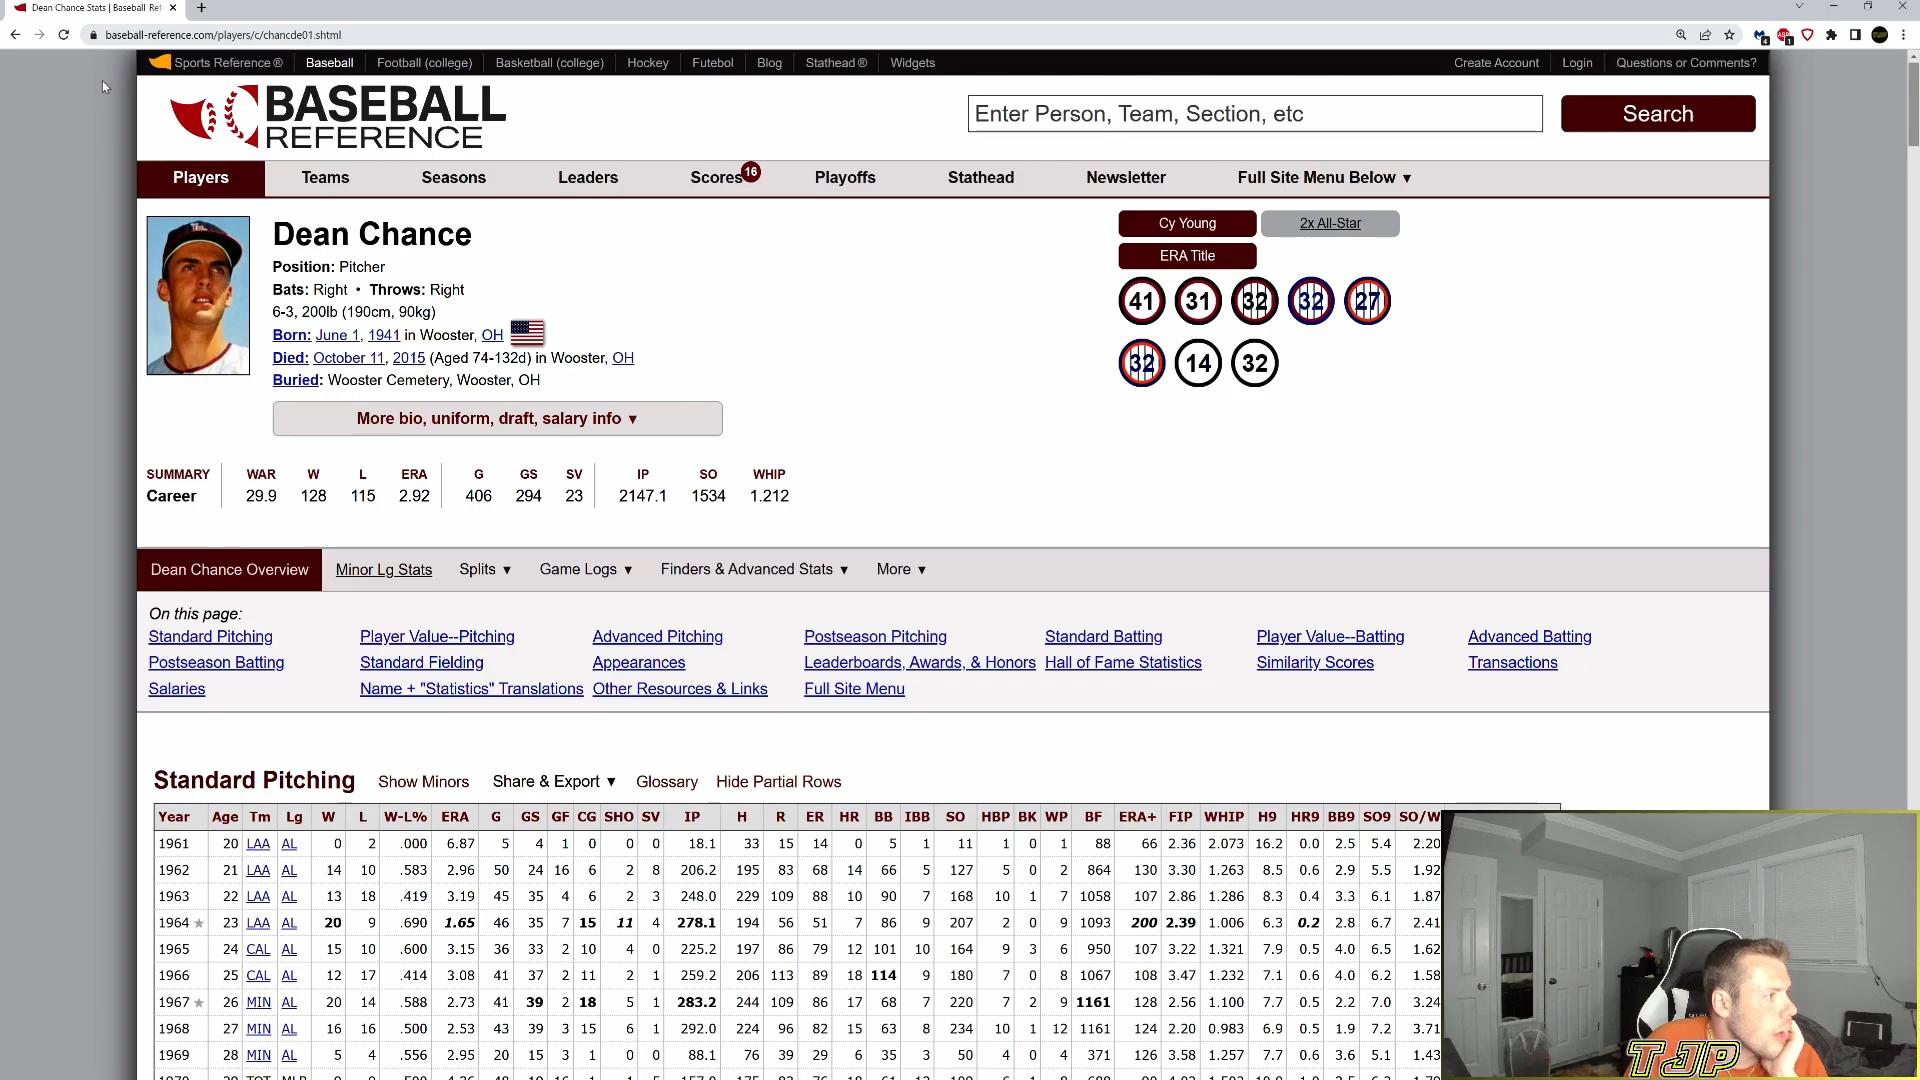 Dean Chance Stats | Baseball Ref
baseball-reference.com/players/c/chancde01.shtml
Sports Reference ® Baseball Football (college) Basketball (college) Hockey Futebol Blog Stathead ® Widgets Create Account Login Questions or Comments?
BASEBALL
REFERENCE
Enter Person, Team, Section, etc Search
Players Teams Seasons Leaders Scores 16 Playoffs Stathead Newsletter Full Site Menu Below ▼
Dean Chance
Position: Pitcher
Bats: Right • Throws: Right
6-3, 200lb (190cm, 90kg)
Born: June 1, 1941 in Wooster, OH
Died: October 11, 2015 (Aged 74-132d) in Wooster, OH
Buried: Wooster Cemetery, Wooster, OH
More bio, uniform, draft, salary info ▼
Cy Young 2x All-Star
ERA Title
41 31 32 32 27
32 14 32
SUMMARY WAR W L ERA G GS SV IP SO WHIP
Career 29.9 128 115 2.92 406 294 23 2147.1 1534 1.212
Dean Chance Overview Minor Lg Stats Splits ▼ Game Logs ▼ Finders & Advanced Stats ▼ More ▼
On this page:
Standard Pitching Player Value--Pitching Advanced Pitching Postseason Pitching Standard Batting Player Value--Batting Advanced Batting
Postseason Batting Standard Fielding Appearances Leaderboards, Awards, & Honors Hall of Fame Statistics Similarity Scores Transactions
Salaries Name + "Statistics" Translations Other Resources & Links Full Site Menu
Standard Pitching Show Minors Share & Export ▼ Glossary Hide Partial Rows
Year Age Tm Lg W L W-L% ERA G GS GF CG SHO SV IP H R ER HR BB IBB SO HBP BK WP BF ERA+ FIP WHIP H9 HR9 BB9 SO9 SO/W
1961 20 LAA AL 0 2 .000 6.87 5 4 1 0 0 0 18.1 33 15 14 0 5 1 11 1 0 1 88 66 2.36 2.073 16.2 0.0 2.5 5.4 2.20
1962 21 LAA AL 14 10 .583 2.96 50 24 16 6 2 8 206.2 195 83 68 14 66 5 127 5 0 2 864 130 3.30 1.263 8.5 0.6 2.9 5.5 1.92
1963 22 LAA AL 13 18 .419 3.19 45 35 4 6 2 3 248.0 229 109 88 10 90 7 168 10 1 7 1058 107 2.86 1.286 8.3 0.4 3.3 6.1 1.87
1964 ★ 23 LAA AL 20 9 .690 1.65 46 35 7 15 11 4 278.1 194 56 51 7 86 9 207 2 0 9 1093 200 2.39 1.006 6.3 0.2 2.8 6.7 2.41
1965 24 CAL AL 15 10 .600 3.15 36 33 2 10 4 0 225.2 197 86 79 12 101 10 164 9 3 6 950 107 3.22 1.321 7.9 0.5 4.0 6.5 1.62
1966 25 CAL AL 12 17 .414 3.08 41 37 2 11 2 1 259.2 206 113 89 18 114 9 180 7 0 8 1067 108 3.47 1.232 7.1 0.6 4.0 6.2 1.58
1967 ★ 26 MIN AL 20 14 .588 2.73 41 39 2 18 5 1 283.2 244 109 86 17 68 7 220 7 2 9 1161 128 2.56 1.100 7.7 0.5 2.2 7.0 3.24
1968 27 MIN AL 16 16 .500 2.53 43 39 3 15 6 1 292.0 224 96 82 15 63 8 234 10 1 12 1161 124 2.20 0.983 6.9 0.5 1.9 7.2 3.71
1969 28 MIN AL 5 4 .556 2.95 20 15 3 1 0 0 88.1 76 39 29 6 35 3 50 4 0 4 371 126 3.58 1.257 7.7 0.6 3.6 5.1 1.43
TJP